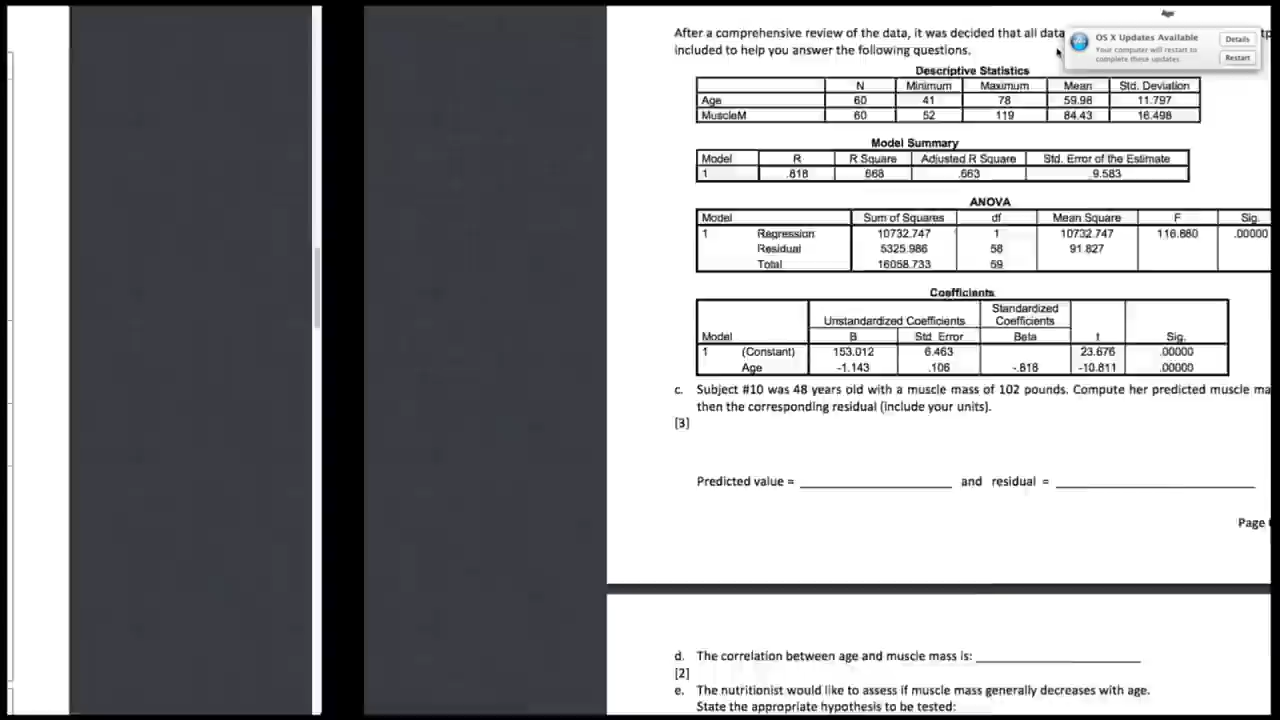 Age
After a comprehensive review of the data, it was decided that all data
included to help you answer the following questions.
OS X Updates Available
Your computer will restart to
complete these updates.
Details
Restart
Descriptive Statistics
N Minimum Maximum Mean Std. Deviation
Age 60 41 78 59.98 11.797
MuscleM 60 52 119 84.43 16.498
Model Summary
Model R R Square Adjusted R Square Std. Error of the Estimate
1 .818 .668 .663 9.583
ANOVA
Model Sum of Squares df Mean Square F Sig.
1 Regression 10732.747 1 10732.747 116.880 .00000
Residual 5325.986 58 91.827
Total 16058.733 59
Coefficients
Unstandardized Coefficients Standardized Coefficients
Model B Std. Error Beta t Sig.
1 (Constant) 153.012 6.463 23.676 .00000
Age -1.143 .106 -.818 -10.811 .00000
c. Subject #10 was 48 years old with a muscle mass of 102 pounds. Compute her predicted muscle ma
then the corresponding residual (include your units).
[3]
Predicted value = and residual =
Page
d. The correlation between age and muscle mass is:
[2]
e. The nutritionist would like to assess if muscle mass generally decreases with age.
State the appropriate hypothesis to be tested: